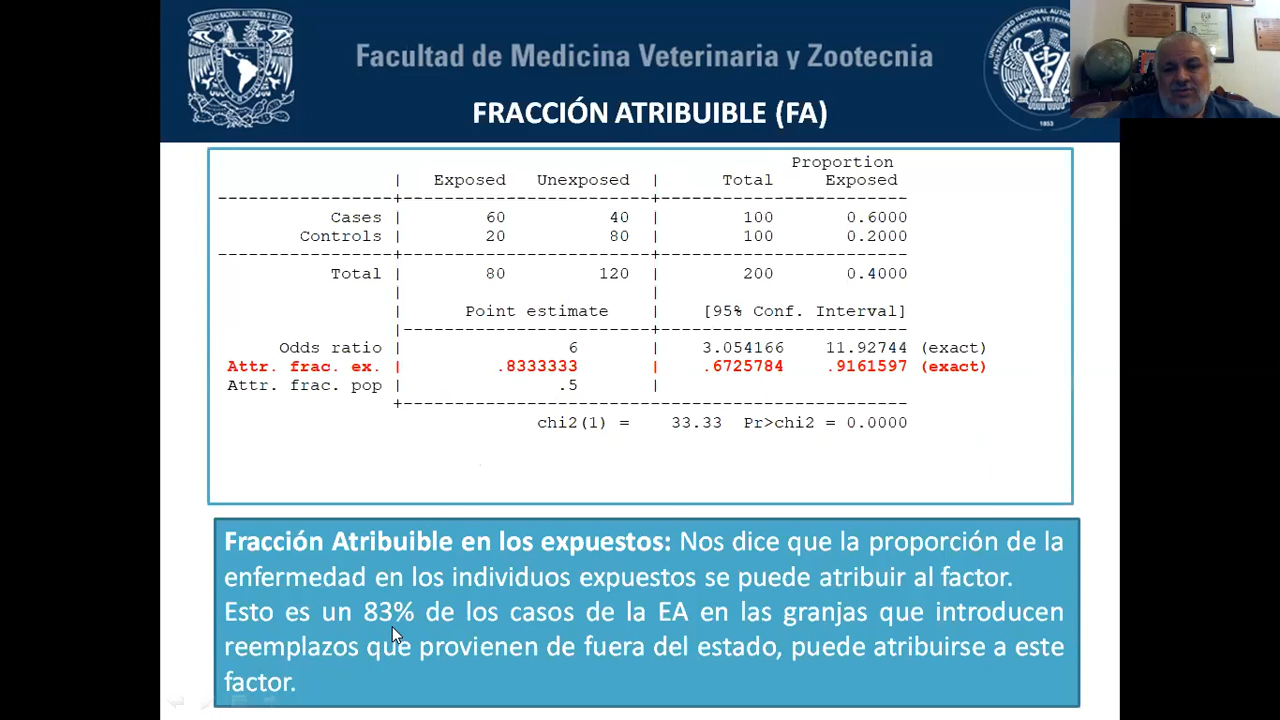 Facultad de Medicina Veterinaria y Zootecnia
FRACCIÓN ATRIBUIBLE (FA)
1853
Proportion
| Exposed Unexposed | Total Exposed
Cases | 60 40 | 100 0.6000
Controls | 20 80 | 100 0.2000
Total | 80 120 | 200 0.4000
| Point estimate | [95% Conf. Interval]
Odds ratio | 6 | 3.054166 11.92744 (exact)
Attr. frac. ex. | .8333333 | .6725784 .9161597 (exact)
Attr. frac. pop | .5 |
chi2(1) = 33.33 Pr>chi2 = 0.0000
Fracción Atribuible en los expuestos: Nos dice que la proporción de la
enfermedad en los individuos expuestos se puede atribuir al factor.
Esto es un 83% de los casos de la EA en las granjas que introducen
reemplazos que provienen de fuera del estado, puede atribuirse a este
factor.